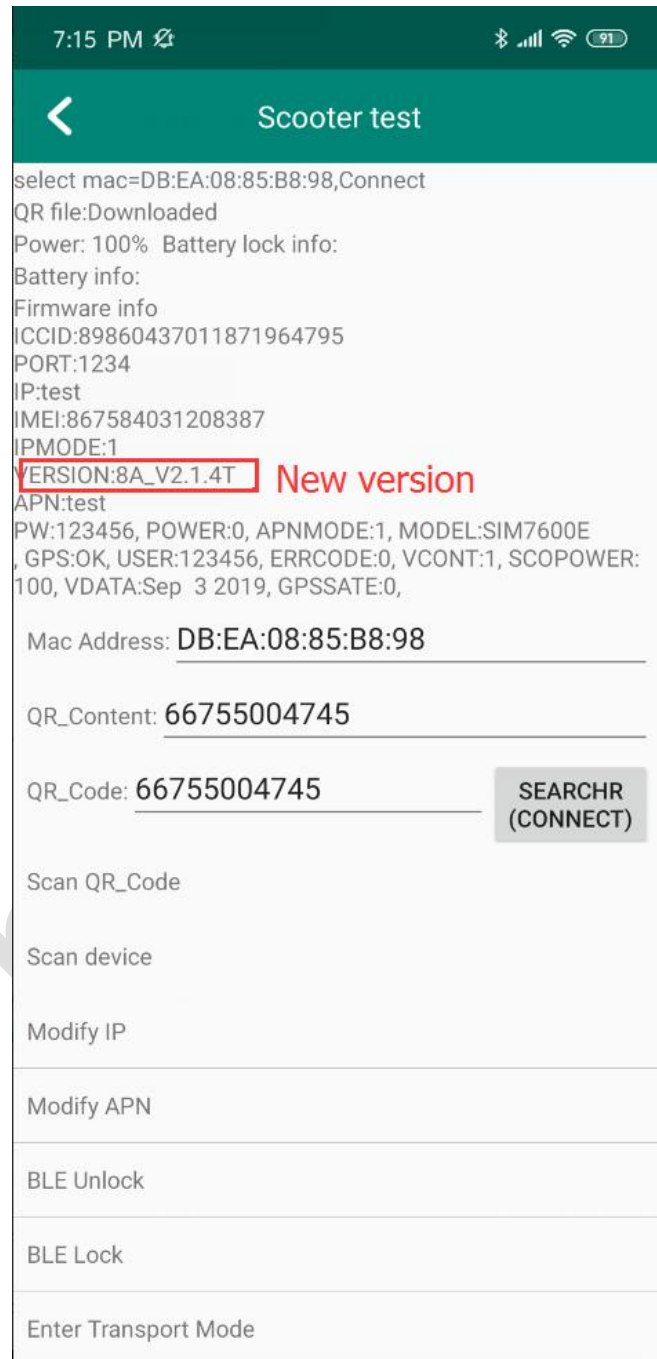 7:15 PM
91
Scooter test
select mac=DB:EA:08:85:B8:98,Connect
QR file:Downloaded
Power: 100%  Battery lock info:
Battery info:
Firmware info
ICCID:89860437011871964795
PORT:1234
IP:test
IMEI:867584031208387
IPMODE:1
VERSION:8A_V2.1.4T New version
APN:test
PW:123456, POWER:0, APNMODE:1, MODEL:SIM7600E
, GPS:OK, USER:123456, ERRCODE:0, VCONT:1, SCOPOWER:
100, VDATA:Sep  3 2019, GPSSATE:0,
Mac Address: DB:EA:08:85:B8:98
QR_Content: 66755004745
QR_Code: 66755004745
SEARCHR
(CONNECT)
Scan QR_Code
Scan device
Modify IP
Modify APN
BLE Unlock
BLE Lock
Enter Transport Mode